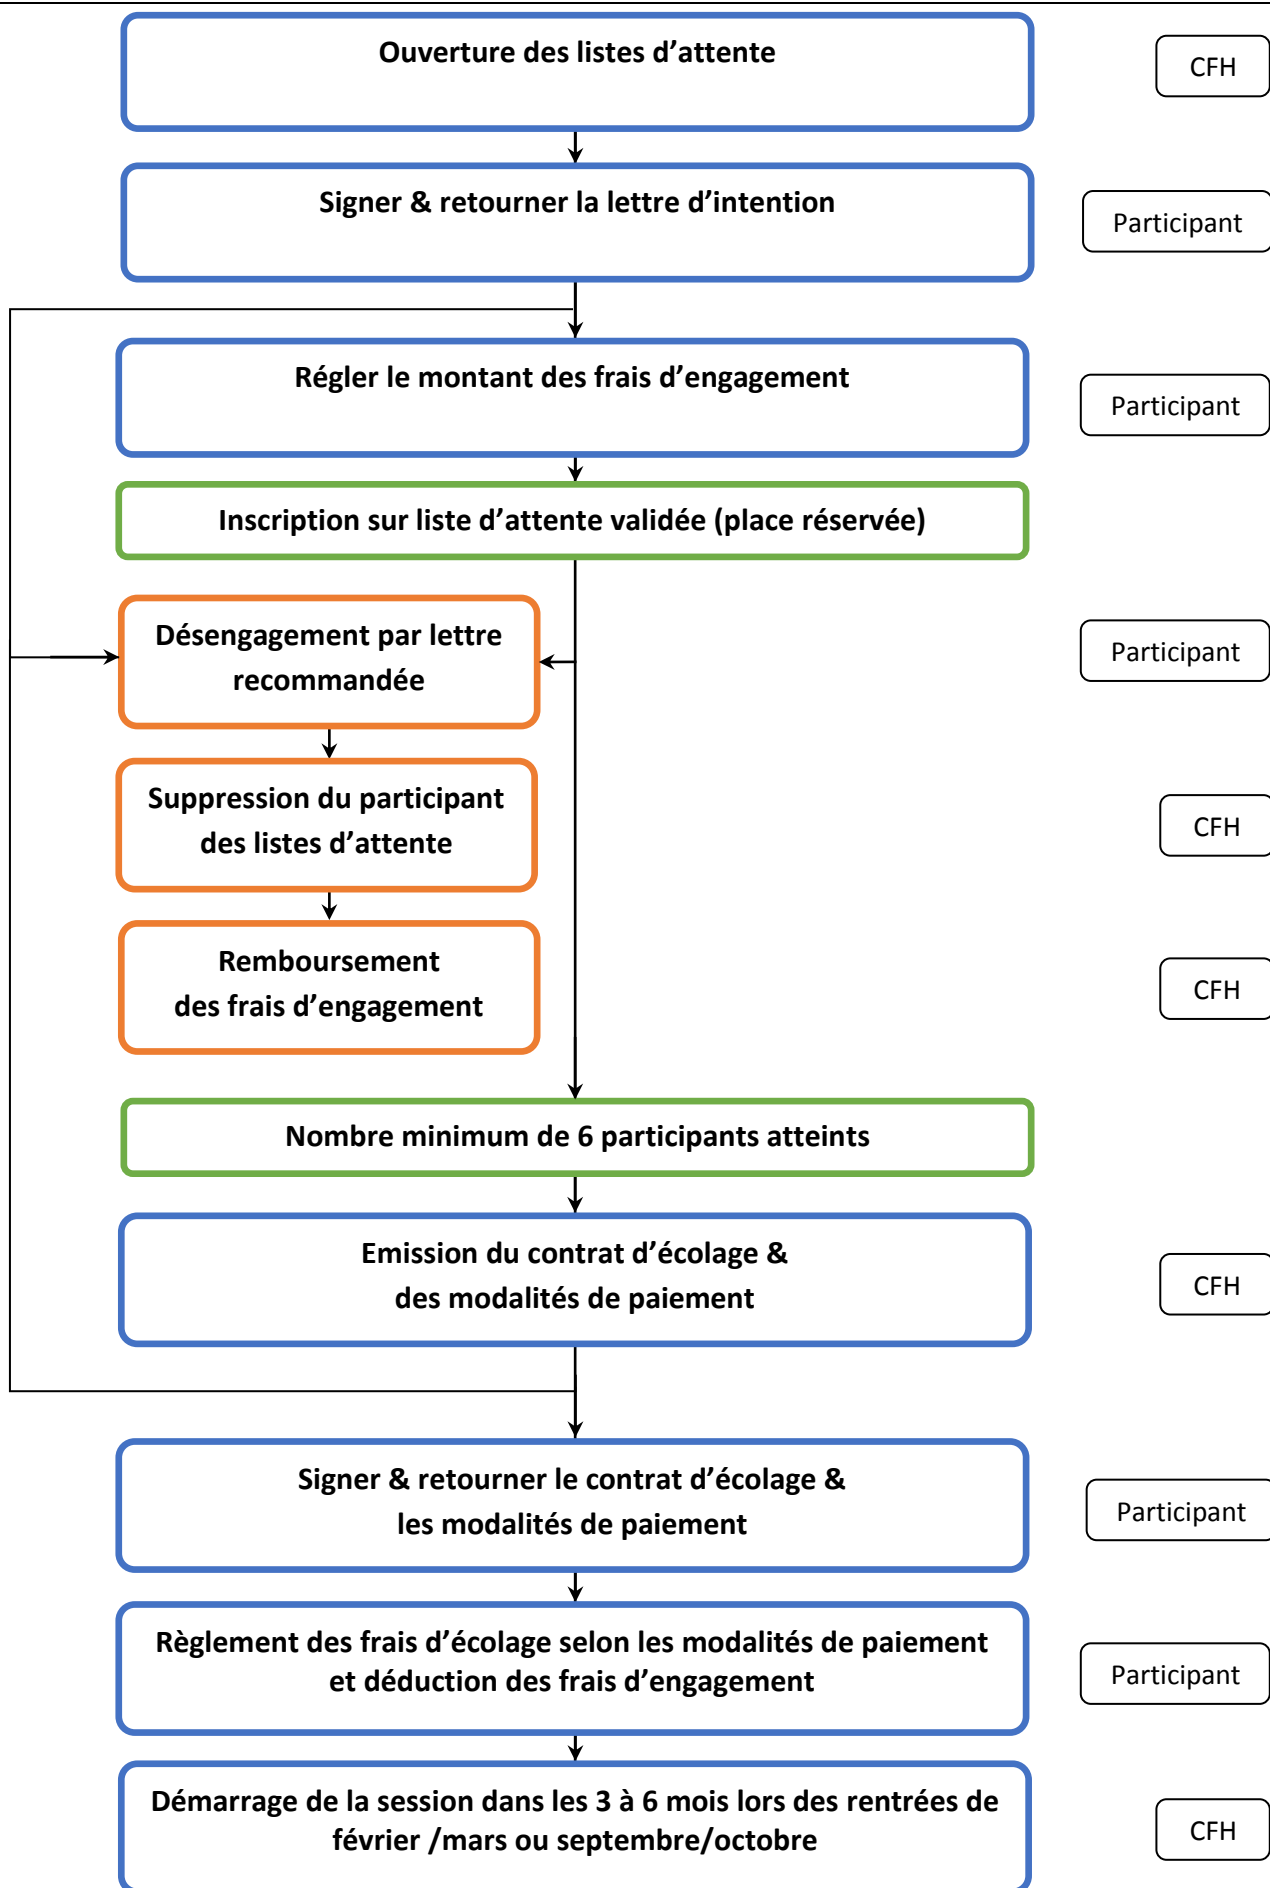 Ouverture des listes d’attente
CFH
Signer & retourner la lettre d’intention
Participant
Régler le montant des frais d’engagement
Participant
Inscription sur liste d’attente validée (place réservée)
Désengagement par lettre
recommandée
Participant
Suppression du participant
des listes d’attente
CFH
Remboursement
des frais d’engagement
CFH
Nombre minimum de 6 participants atteints
Emission du contrat d’écolage &
des modalités de paiement
CFH
Signer & retourner le contrat d’écolage &
les modalités de paiement
Participant
Règlement des frais d’écolage selon les modalités de paiement
et déduction des frais d’engagement
Participant
Démarrage de la session dans les 3 à 6 mois lors des rentrées de
février /mars ou septembre/octobre
CFH